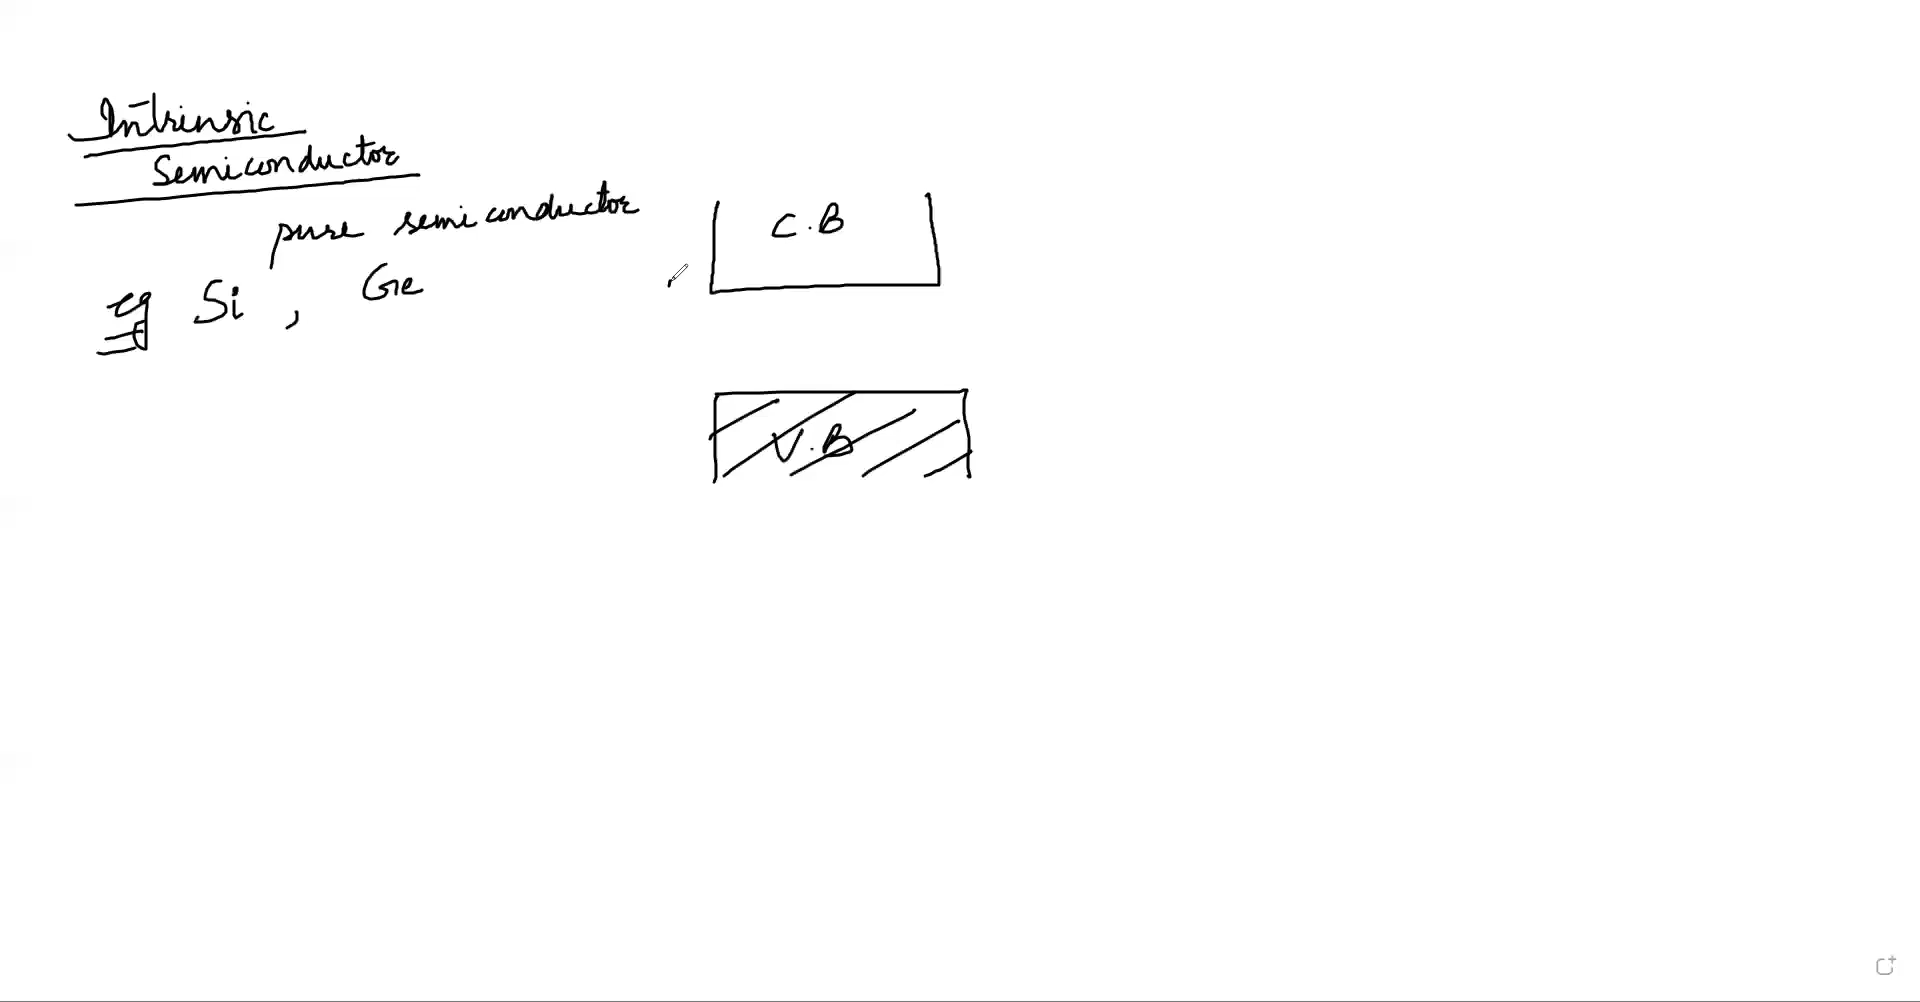 Intrinsic
Semiconductor
pure semiconductor
eg Si , Ge
C.B
V.B